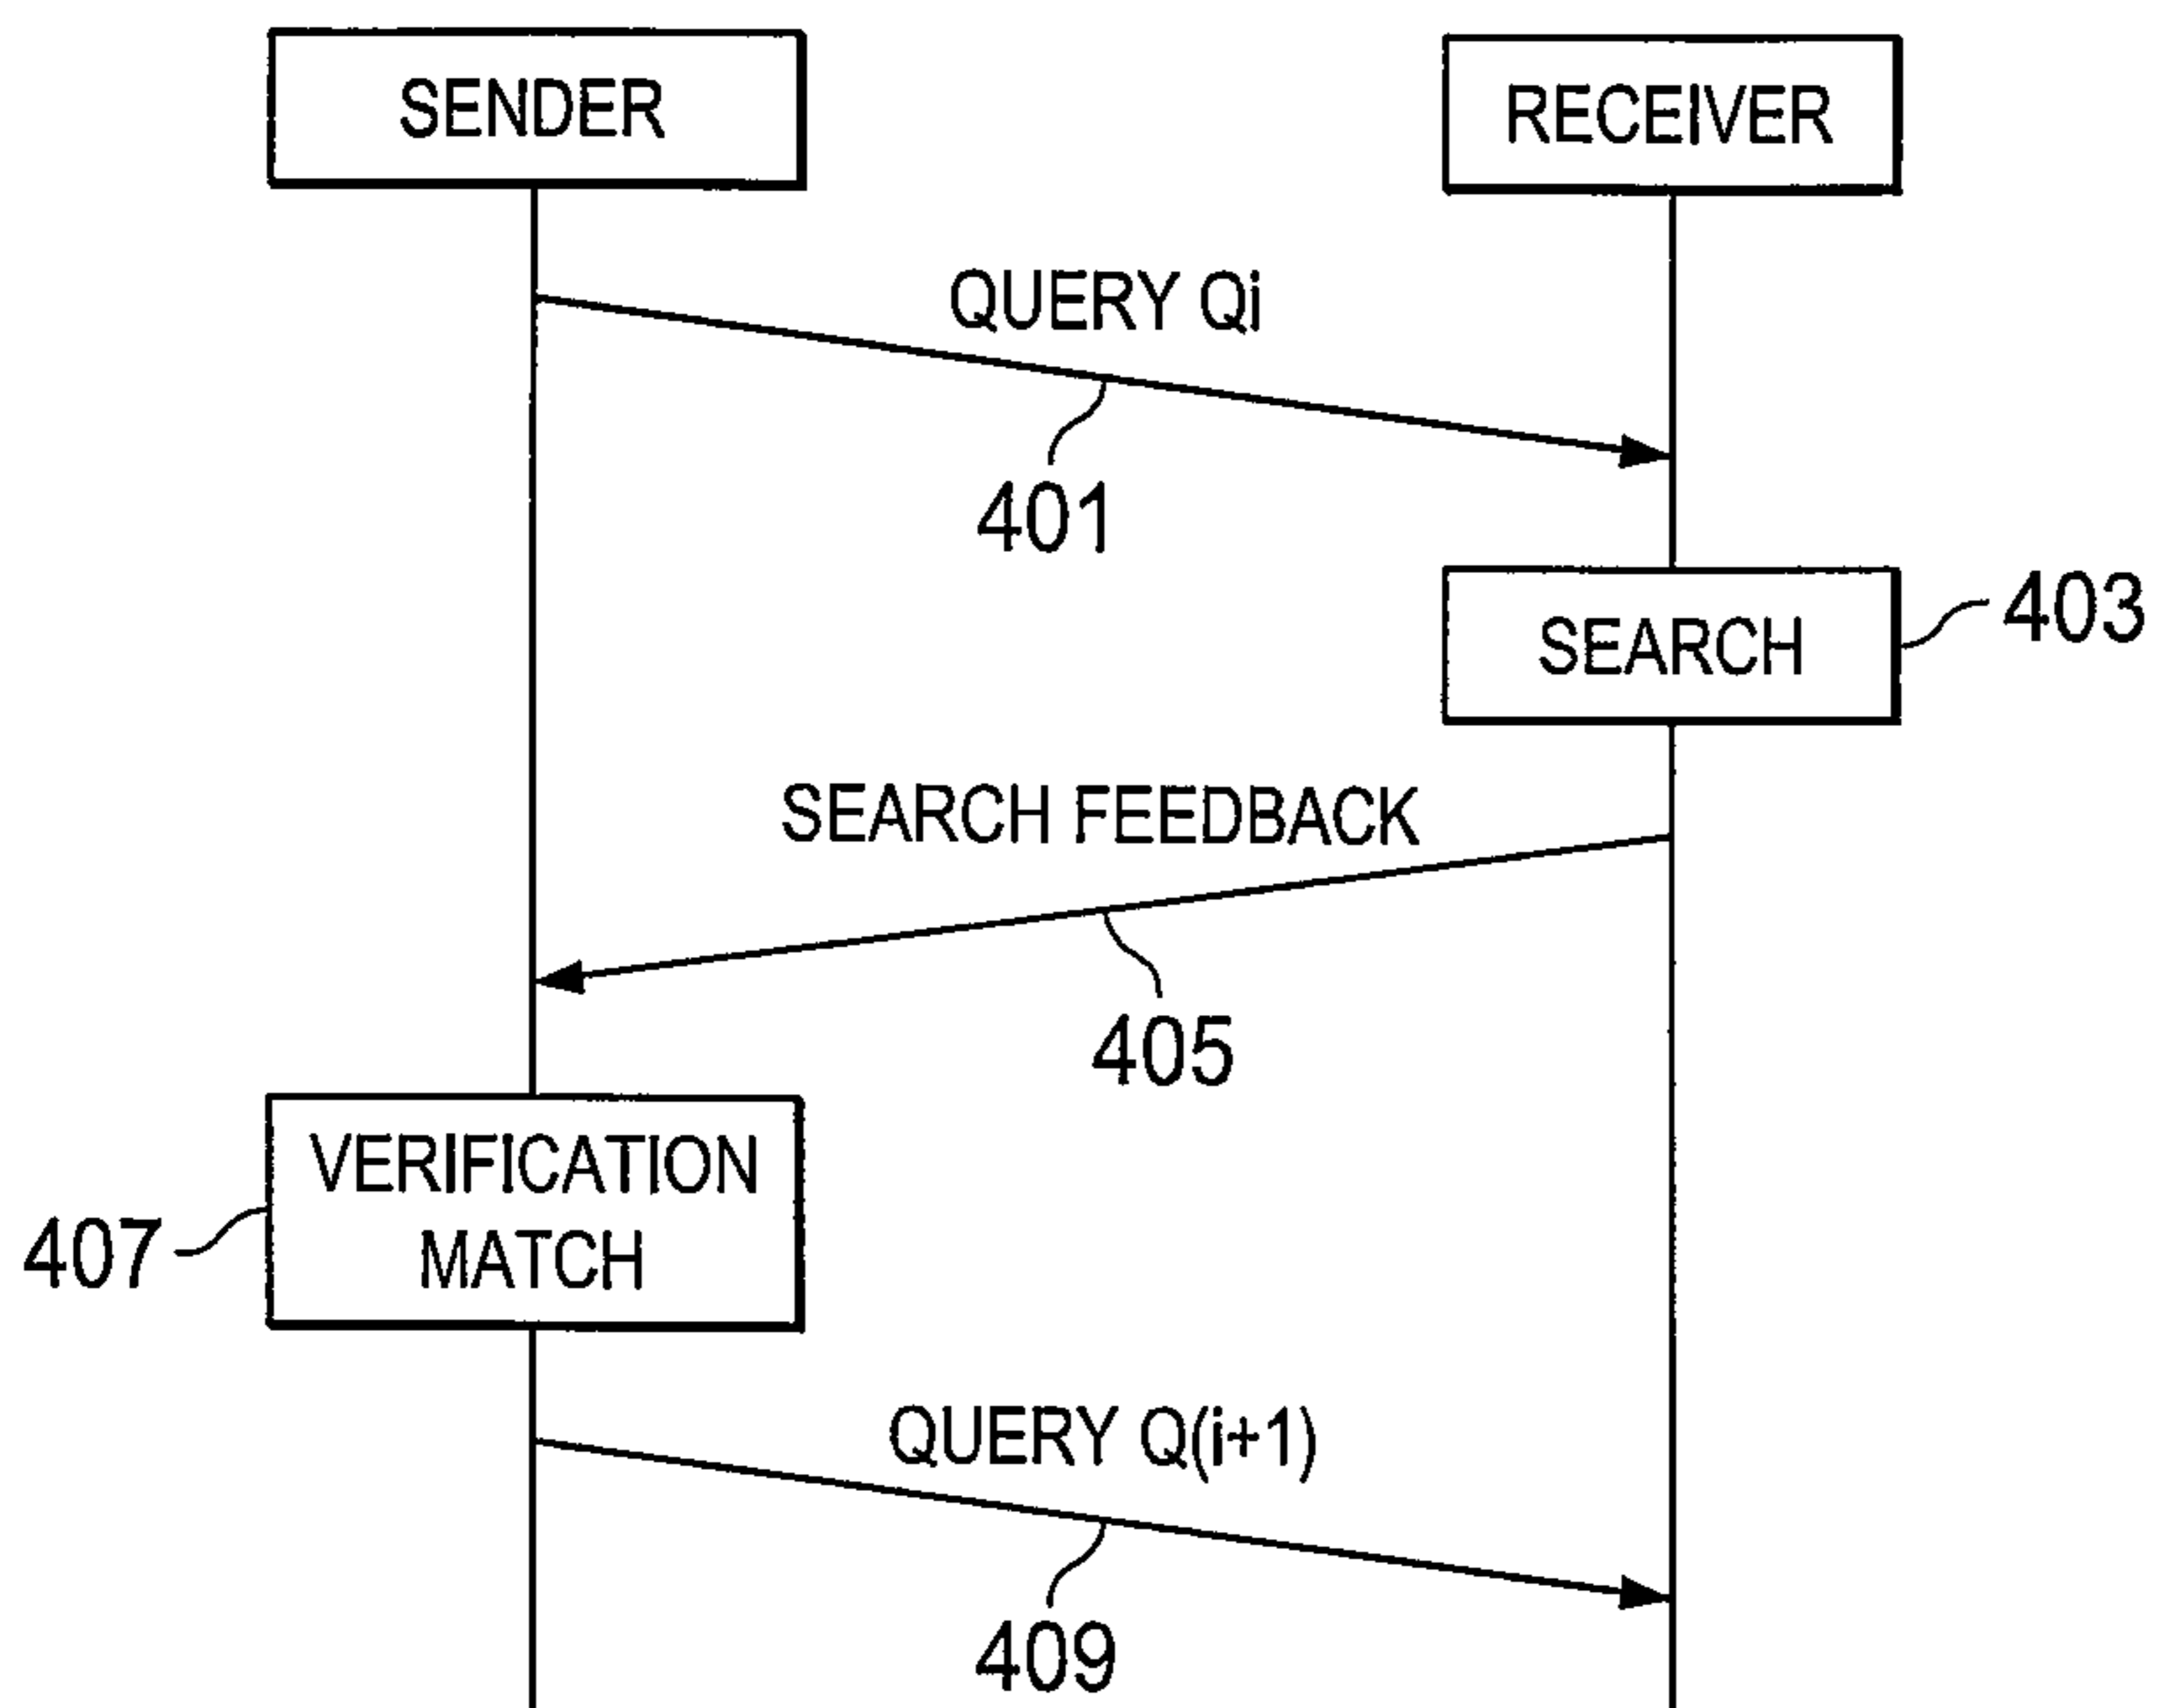 SENDER
RECEIVER
QUERY Qi
401
SEARCH
403
SEARCH FEEDBACK
405
VERIFICATION
MATCH
407
QUERY Q(i+1)
409